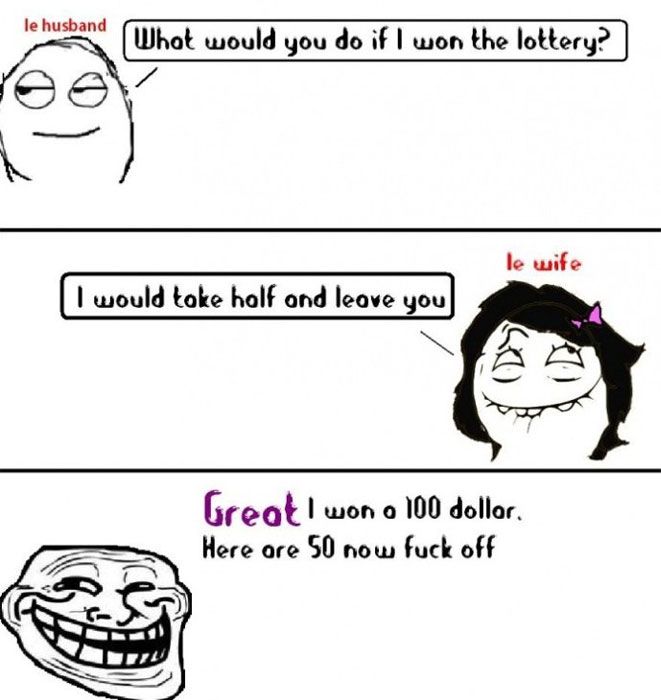 le husband
What would you do if I won the lottery?
le wife
I would take half and leave you
Great I won a 100 dollar.
Here are 50 now fuck off